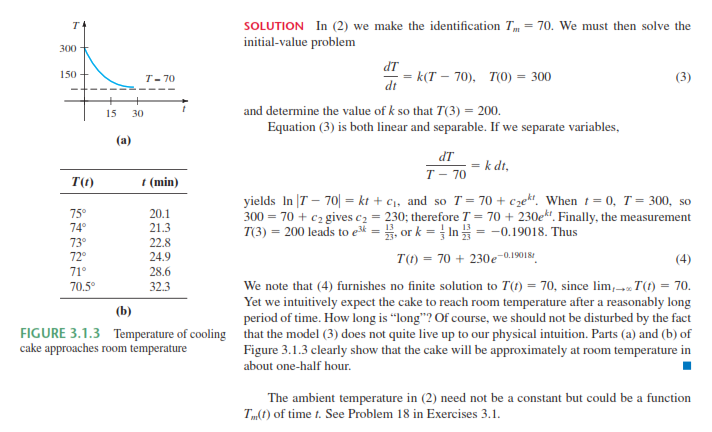 T
300
150
T = 70
15 30 t
(a)
T(t) t (min)
75° 20.1
74° 21.3
73° 22.8
72° 24.9
71° 28.6
70.5° 32.3
(b)
FIGURE 3.1.3 Temperature of cooling
cake approaches room temperature
SOLUTION In (2) we make the identification Tₘ = 70. We must then solve the
initial-value problem
dT/dt = k(T − 70), T(0) = 300 (3)
and determine the value of k so that T(3) = 200.
Equation (3) is both linear and separable. If we separate variables,
dT/(T − 70) = k dt,
yields ln |T − 70| = kt + c₁, and so T = 70 + c₂eᵏᵗ. When t = 0, T = 300, so
300 = 70 + c₂ gives c₂ = 230; therefore T = 70 + 230eᵏᵗ. Finally, the measurement
T(3) = 200 leads to e³ᵏ = 13/23, or k = 1/3 ln 13/23 = −0.19018. Thus
T(t) = 70 + 230e^(−0.19018t). (4)
We note that (4) furnishes no finite solution to T(t) = 70, since lim t→∞ T(t) = 70.
Yet we intuitively expect the cake to reach room temperature after a reasonably long
period of time. How long is “long”? Of course, we should not be disturbed by the fact
that the model (3) does not quite live up to our physical intuition. Parts (a) and (b) of
Figure 3.1.3 clearly show that the cake will be approximately at room temperature in
about one-half hour.
The ambient temperature in (2) need not be a constant but could be a function
Tₘ(t) of time t. See Problem 18 in Exercises 3.1.